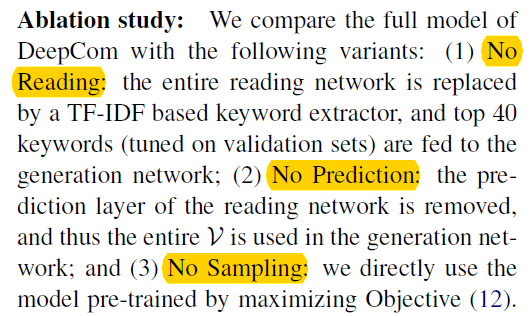 Ablation study: We compare the full model of
DeepCom with the following variants: (1) No
Reading: the entire reading network is replaced
by a TF-IDF based keyword extractor, and top 40
keywords (tuned on validation sets) are fed to the
generation network; (2) No Prediction: the pre-
diction layer of the reading network is removed,
and thus the entire 𝒱 is used in the generation net-
work; and (3) No Sampling: we directly use the
model pre-trained by maximizing Objective (12).